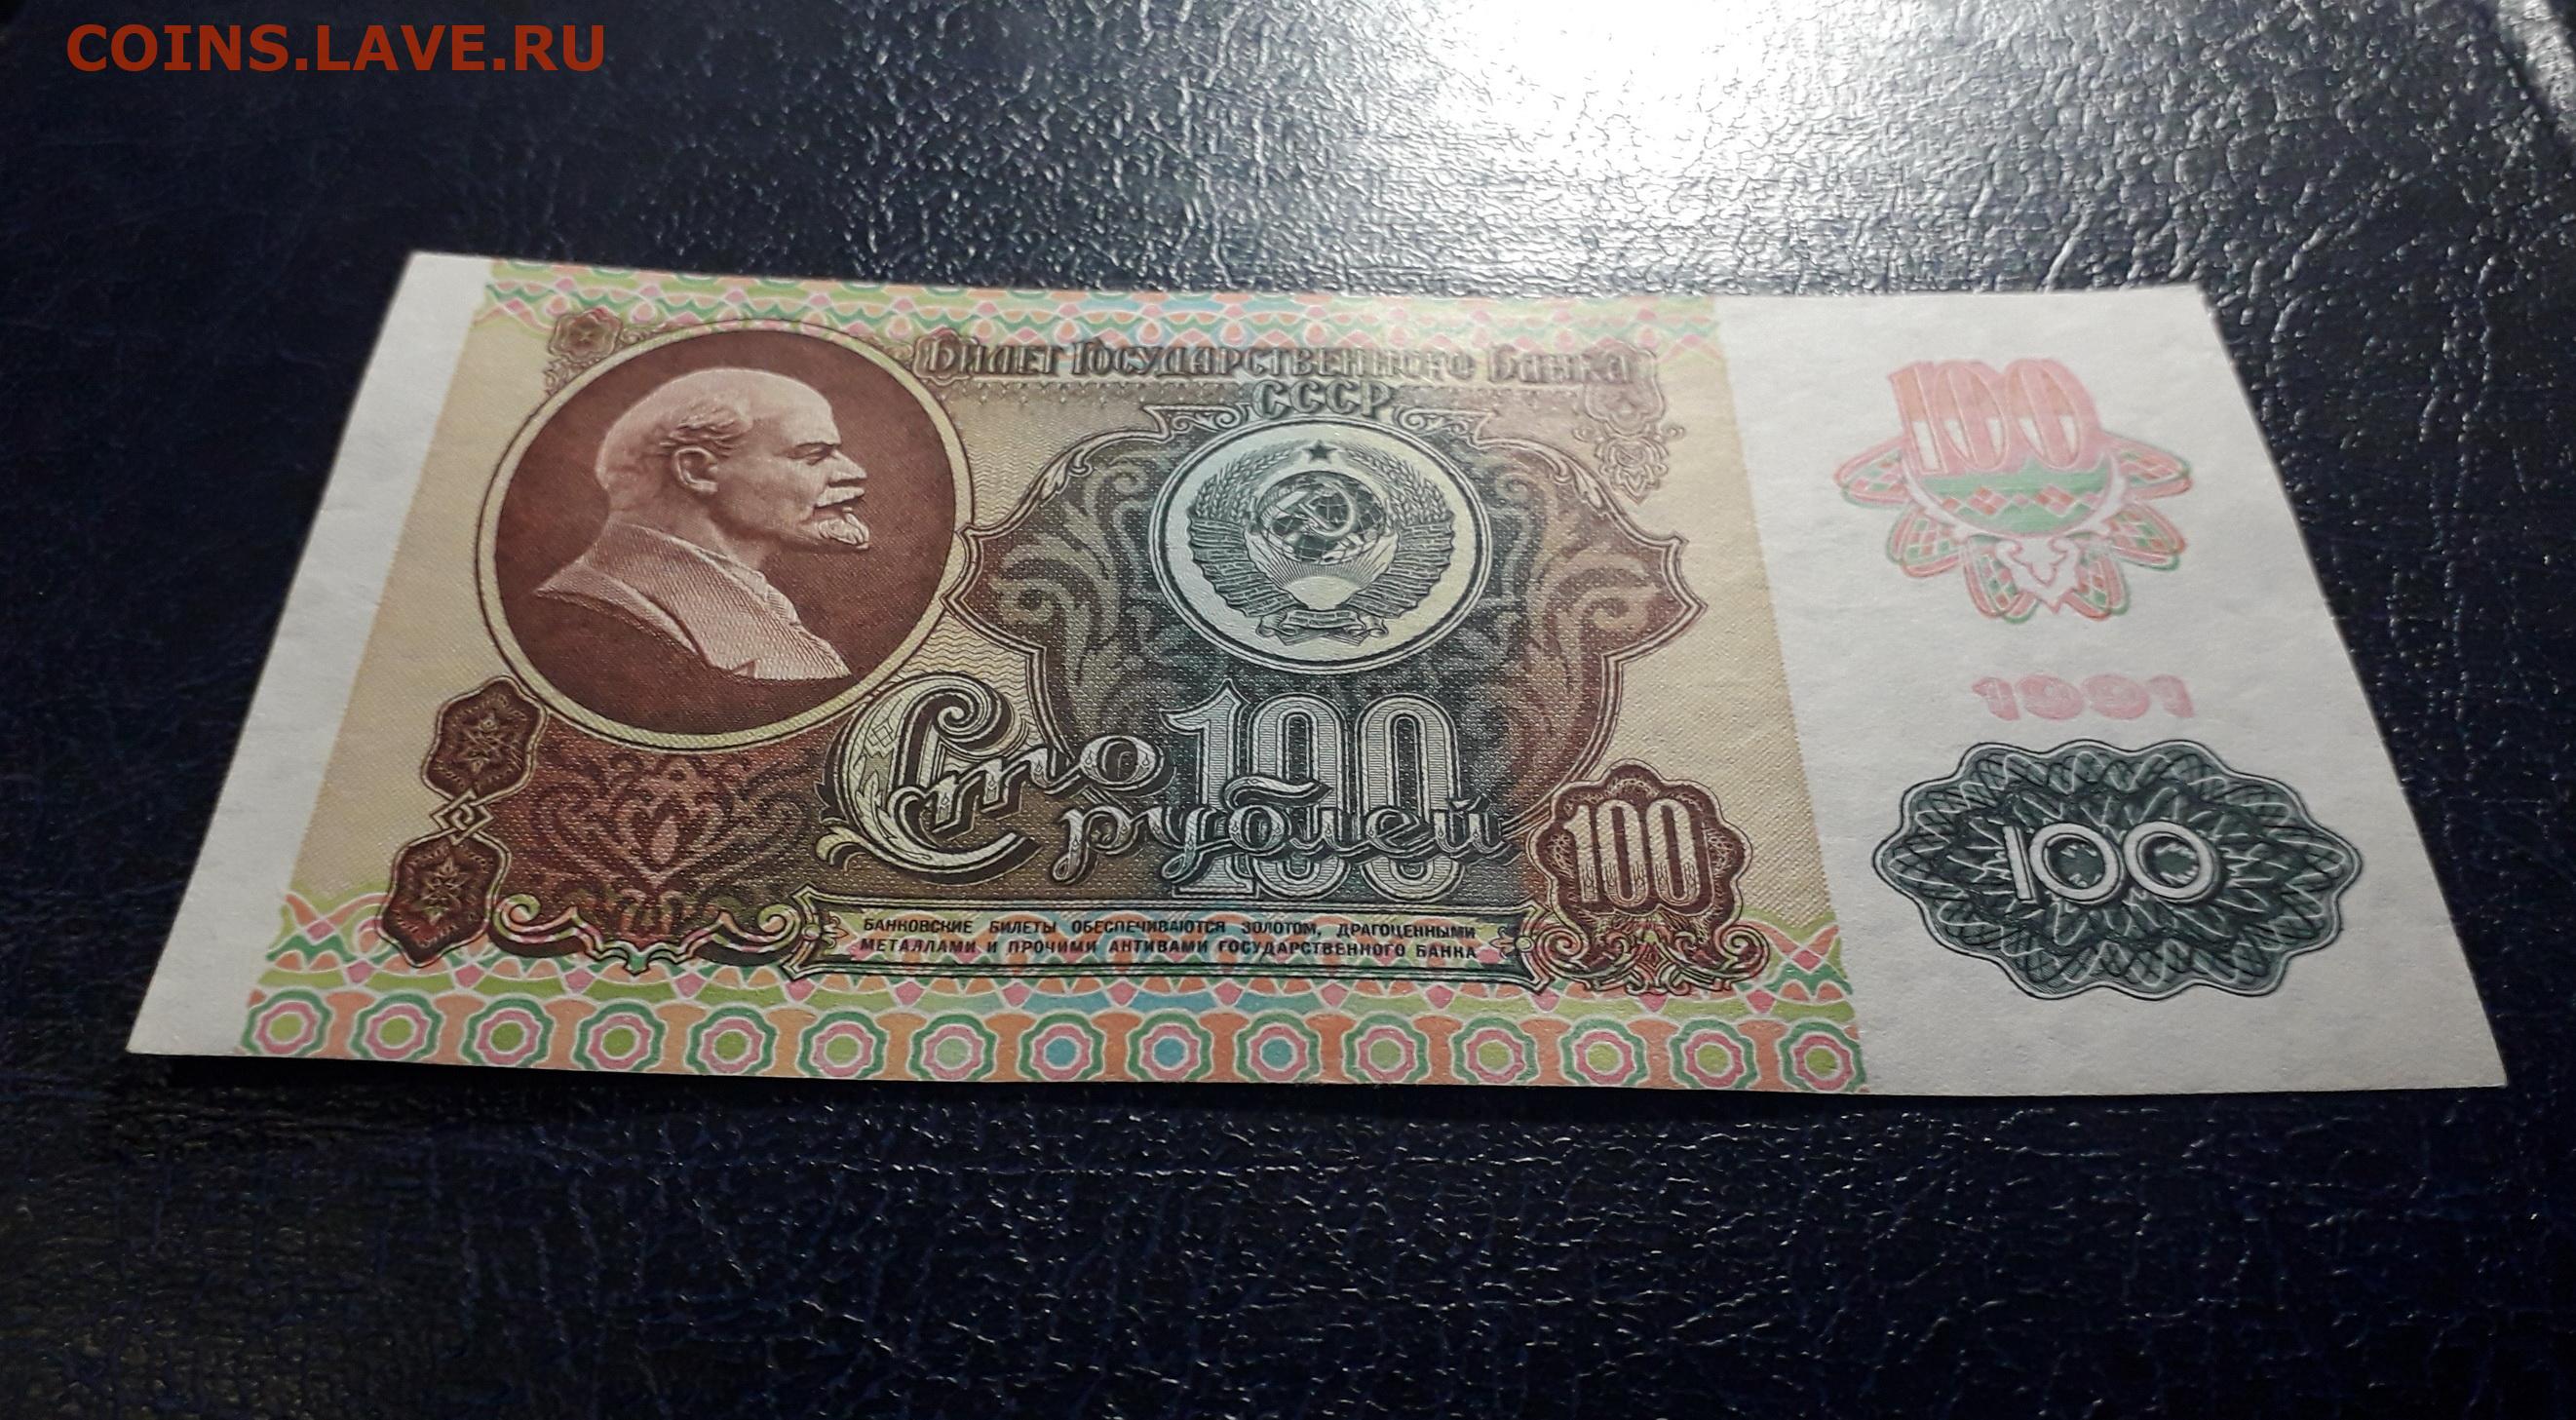 COINS.LAVE.RU
Билет Государственного Банка
СССР
100
1991
Сто
100
рублей
100
100
БАНКОВСКИЕ БИЛЕТЫ ОБЕСПЕЧИВАЮТСЯ ЗОЛОТОМ, ДРАГОЦЕННЫМИ
МЕТАЛЛАМИ И ПРОЧИМИ АКТИВАМИ ГОСУДАРСТВЕННОГО БАНКА